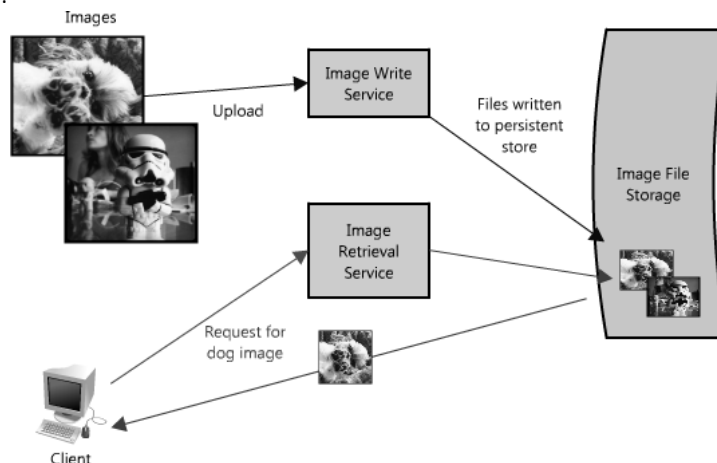 Images
Upload
Image Write
Service
Files written
to persistent
store
Image File
Storage
Image
Retrieval
Service
Request for
dog image
Client